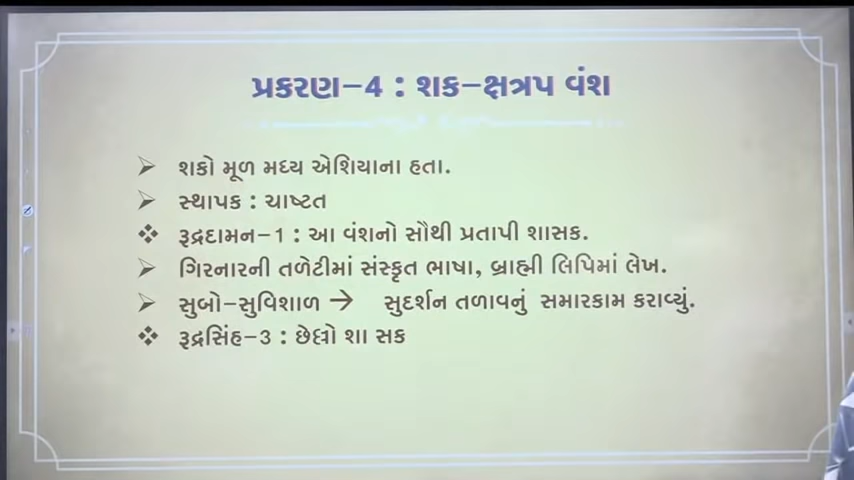 પ્રકરણ-4 : શક-ક્ષત્રપ વંશ
શકો મૂળ મધ્ય એશિયાના હતા.
સ્થાપક : ચાષ્ટત
રૂદ્રદામન-1 : આ વંશનો સૌથી પ્રતાપી શાસક.
ગિરનારની તળેટીમાં સંસ્કૃત ભાષા, બ્રાહ્મી લિપિમાં લેખ.
સુબો-સુવિશાળ → સુદર્શન તળાવનું સમારકામ કરાવ્યું.
રૂદ્રસિંહ-3 : છેલ્લો શા સક